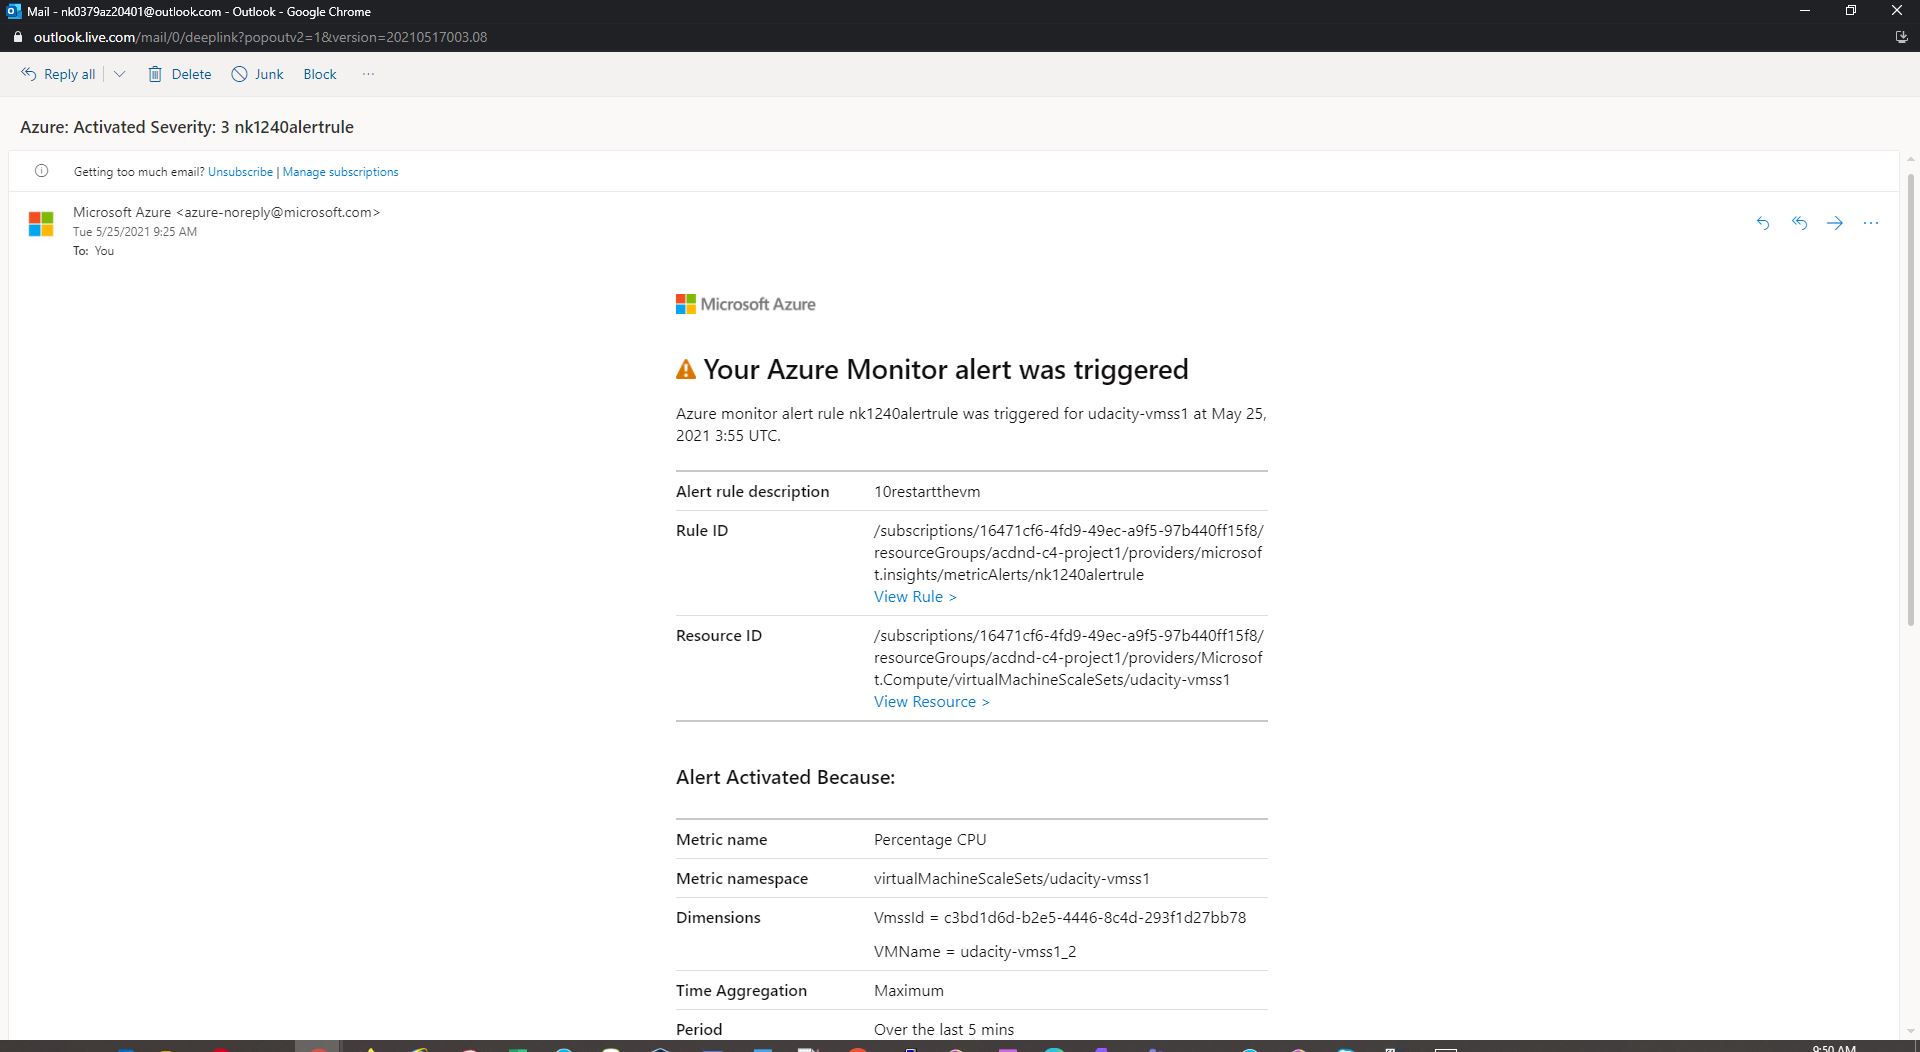 Mail - nk0379az20401@outlook.com - Outlook - Google Chrome
outlook.live.com/mail/0/deeplink?popoutv2=1&version=20210517003.08
Reply all Delete Junk Block ...
Azure: Activated Severity: 3 nk1240alertrule
Getting too much email? Unsubscribe | Manage subscriptions
Microsoft Azure <azure-noreply@microsoft.com>
Tue 5/25/2021 9:25 AM
To: You
Microsoft Azure
Your Azure Monitor alert was triggered
Azure monitor alert rule nk1240alertrule was triggered for udacity-vmss1 at May 25,
2021 3:55 UTC.
Alert rule description 10restartthevm
Rule ID /subscriptions/16471cf6-4fd9-49ec-a9f5-97b440ff15f8/
resourceGroups/acdnd-c4-project1/providers/microsof
t.insights/metricAlerts/nk1240alertrule
View Rule >
Resource ID /subscriptions/16471cf6-4fd9-49ec-a9f5-97b440ff15f8/
resourceGroups/acdnd-c4-project1/providers/Microsof
t.Compute/virtualMachineScaleSets/udacity-vmss1
View Resource >
Alert Activated Because:
Metric name Percentage CPU
Metric namespace virtualMachineScaleSets/udacity-vmss1
Dimensions VmssId = c3bd1d6d-b2e5-4446-8c4d-293f1d27bb78
VMName = udacity-vmss1_2
Time Aggregation Maximum
Period Over the last 5 mins
9:50 AM